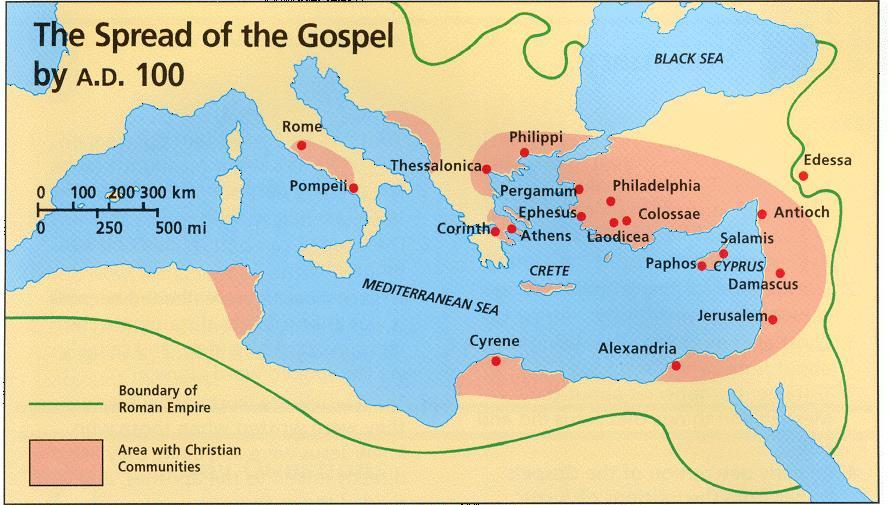 The Spread of the Gospel
by A.D. 100
BLACK SEA
Rome
Philippi
Edessa
Thessalonica
Pompeii
Pergamum
Philadelphia
0 100 200 300 km
0 250 500 mi
Ephesus
Colossae
Antioch
Corinth
Athens
Laodicea
Salamis
Paphos
CYPRUS
CRETE
Damascus
MEDITERRANEAN SEA
Jerusalem
Cyrene
Alexandria
Boundary of
Roman Empire
Area with Christian
Communities